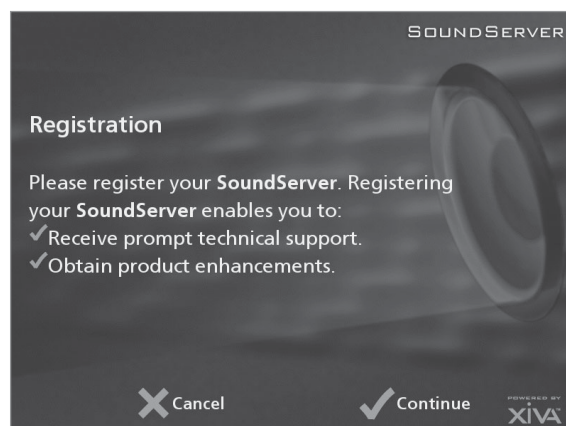 SOUNDSERVER
Registration
Please register your SoundServer. Registering
your SoundServer enables you to:
Receive prompt technical support.
Obtain product enhancements.
Cancel
Continue
POWERED BY
XIVA